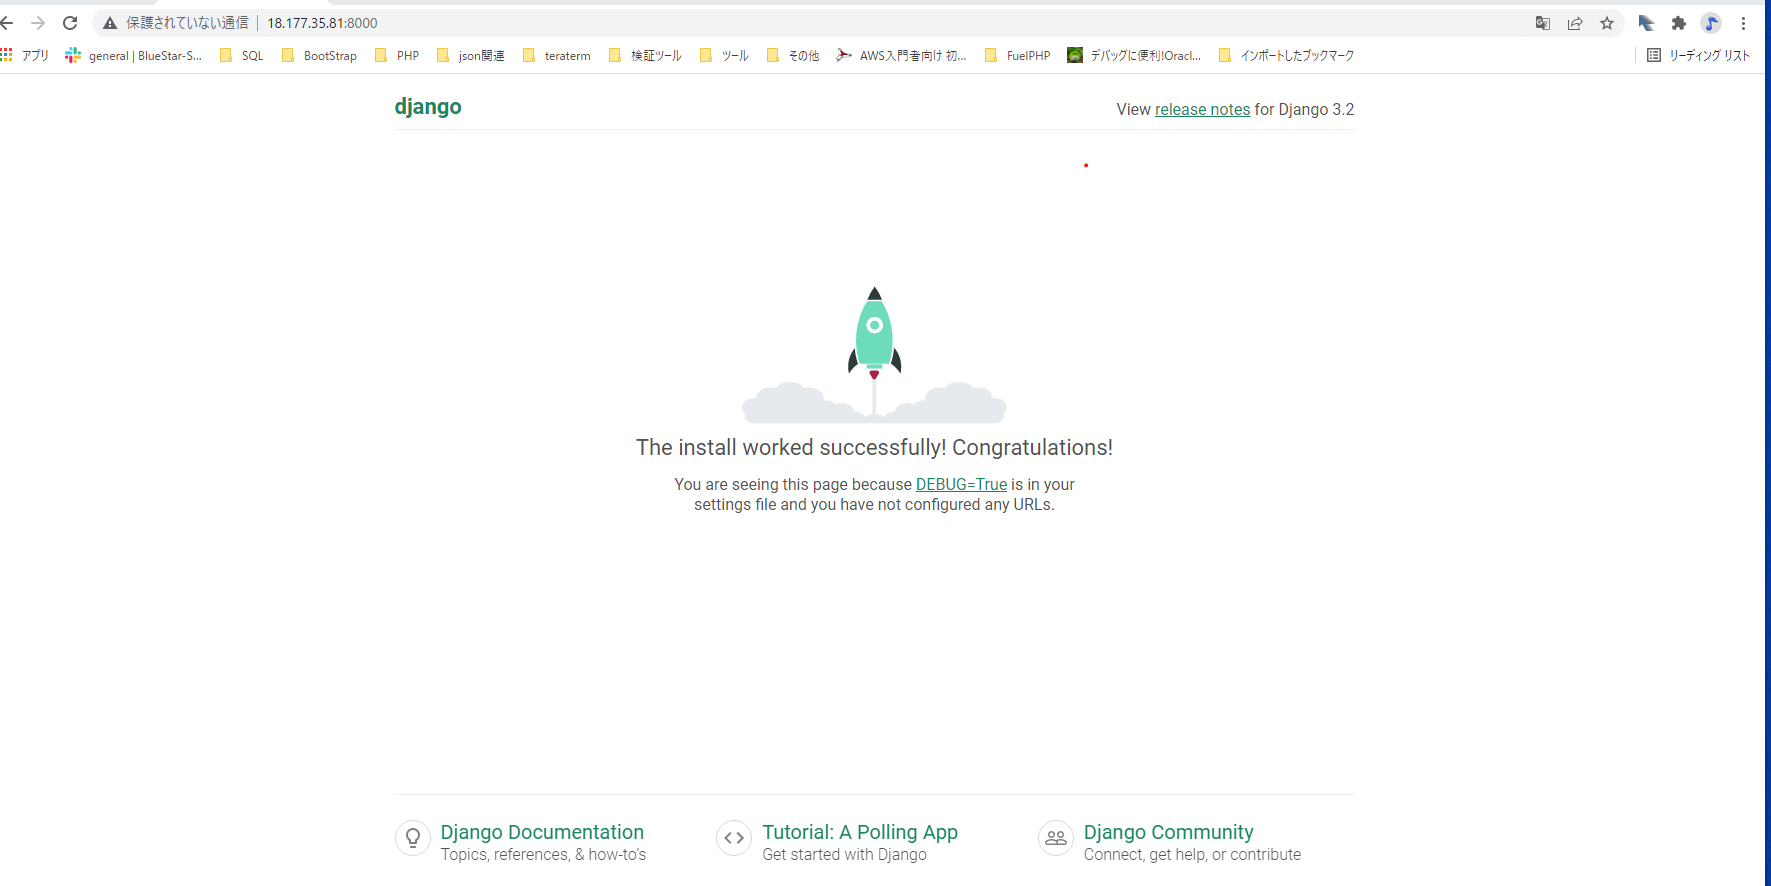 保護されていない通信 18.177.35.81:8000
アプリ general | BlueStar-S... SQL BootStrap PHP json関連 teraterm 検証ツール ツール その他 AWS入門者向け 初... FuelPHP デバッグに便利!Oracl... インポートしたブックマーク リーディング リスト
django View release notes for Django 3.2
The install worked successfully! Congratulations!
You are seeing this page because DEBUG=True is in your
settings file and you have not configured any URLs.
Django Documentation Tutorial: A Polling App Django Community
Topics, references, & how-to’s Get started with Django Connect, get help, or contribute